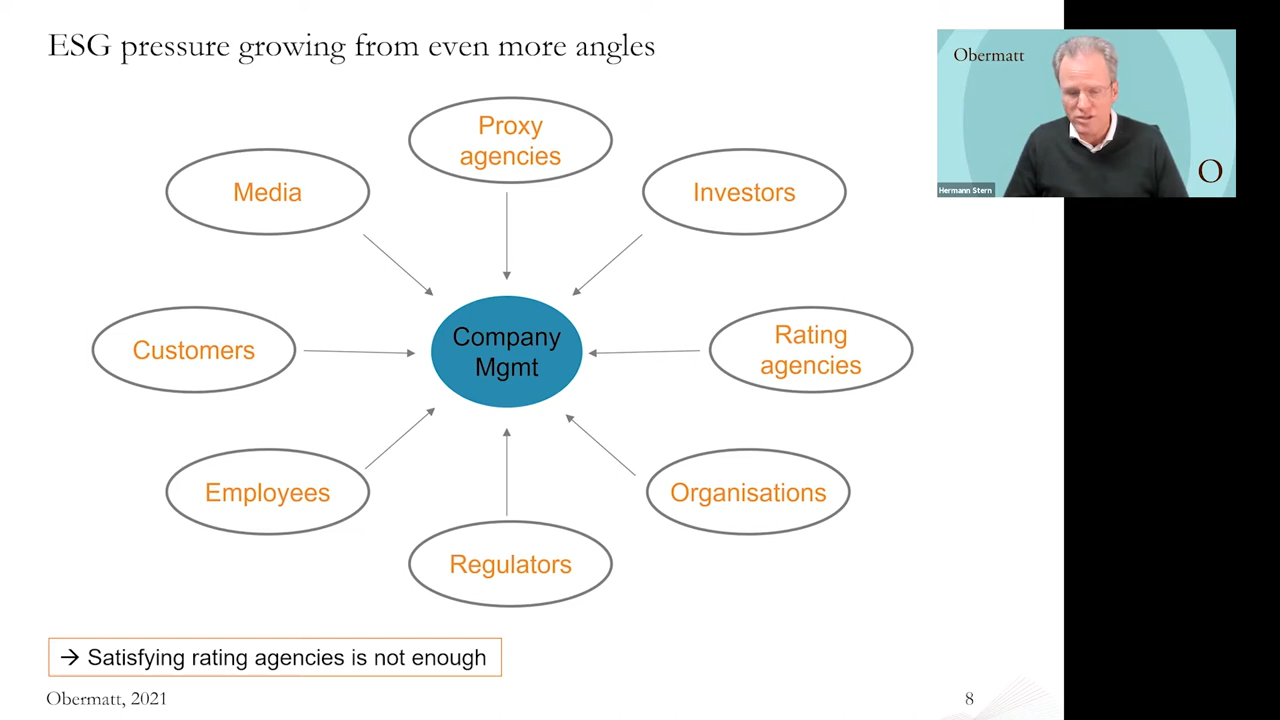 ESG pressure growing from even more angles
Obermatt
O
Hermann Stern
Proxy
agencies
Media
Investors
Customers
Company
Mgmt
Rating
agencies
Employees
Organisations
Regulators
→ Satisfying rating agencies is not enough
Obermatt, 2021
8